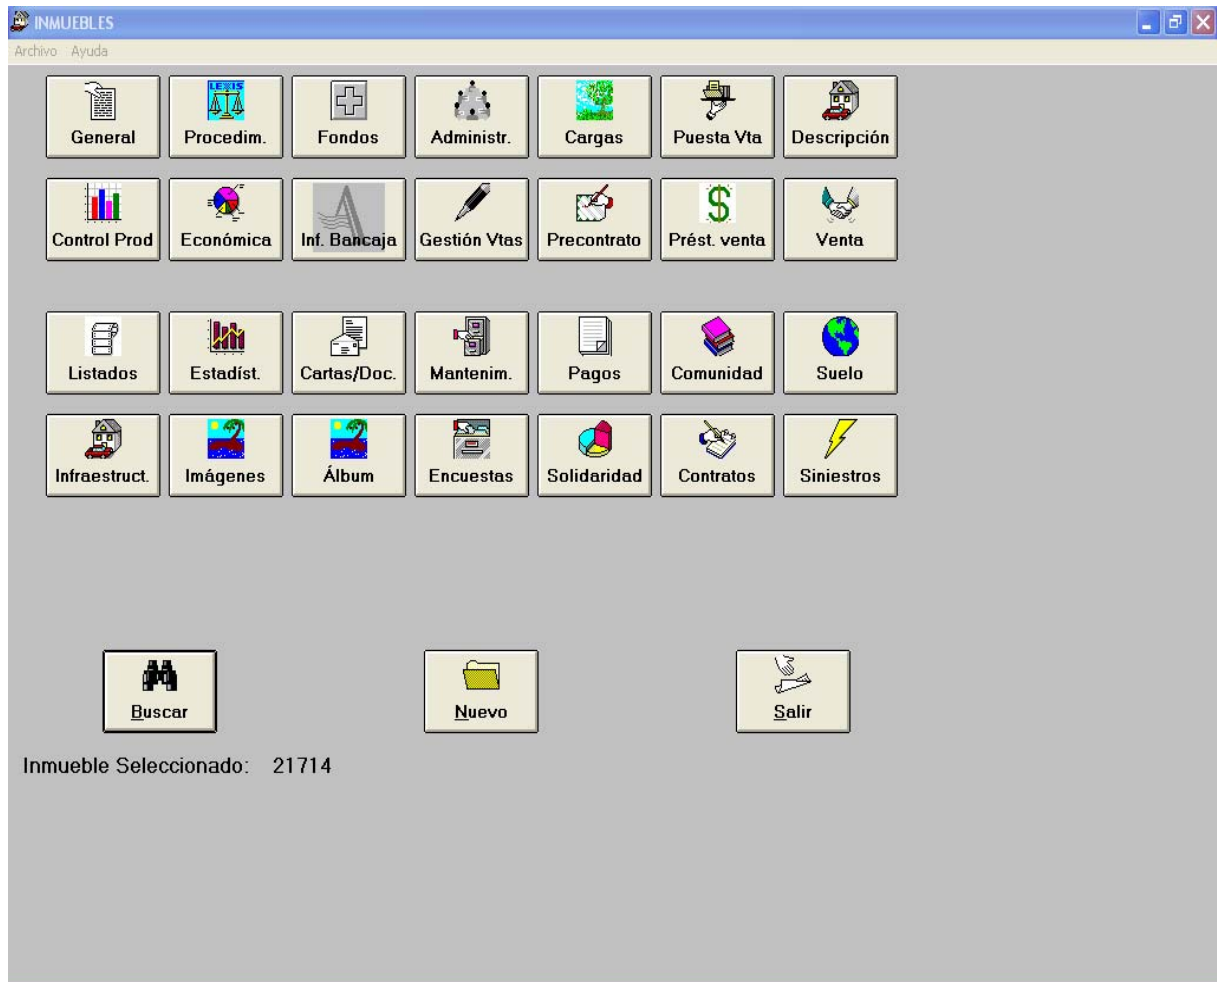 INMUEBLES
Archivo Ayuda
LEXIS
General Procedim. Fondos Administr. Cargas Puesta Vta Descripción
Control Prod Económica Inf. Bancaja Gestión Vtas Precontrato Prést. venta Venta
Listados Estadíst. Cartas/Doc. Mantenim. Pagos Comunidad Suelo
Infraestruct. Imágenes Álbum Encuestas Solidaridad Contratos Siniestros
Buscar Nuevo Salir
Inmueble Seleccionado: 21714